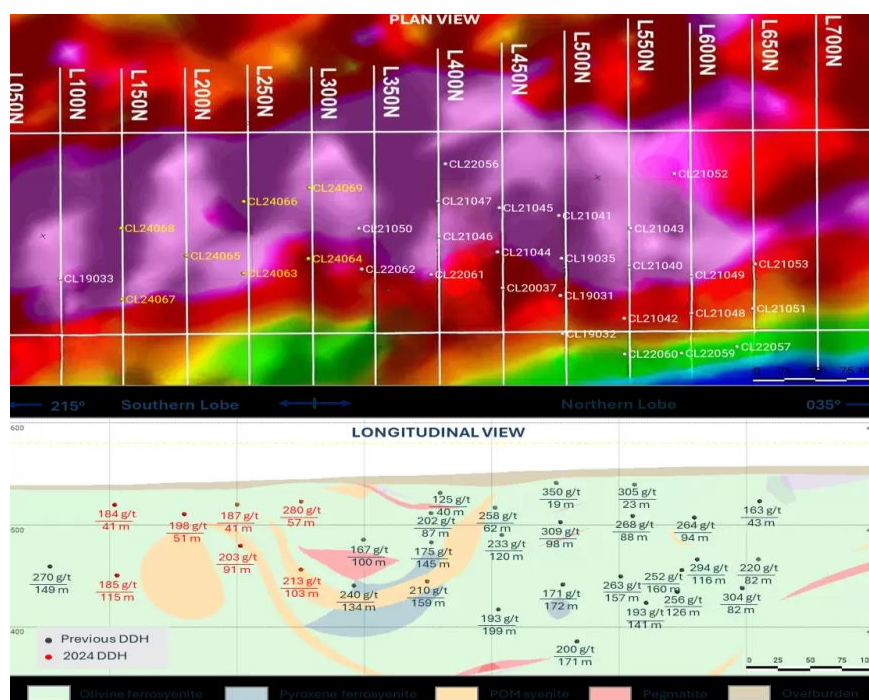 PLAN VIEW
L050N
L100N
L150N
L200N
L250N
L300N
L350N
L400N
L450N
L500N
L550N
L600N
L650N
L700N
CL22056
CL21052
CL24069
CL24066
CL21047
CL21045
CL21041
CL24068
CL21050
CL21046
CL21043
CL24065
CL24064
CL21044
CL19035
CL19033
CL24063
CL22062
CL22061
CL21040
CL21049
CL21053
CL24067
CL20037
CL19031
CL21042
CL21048
CL21051
CL19032
CL22060
CL22059
CL22057
215° Southern Lobe Northern Lobe 035°
LONGITUDINAL VIEW
600
500
400
184 g/t
41 m
198 g/t
51 m
187 g/t
41 m
280 g/t
57 m
203 g/t
91 m
213 g/t
103 m
185 g/t
115 m
270 g/t
149 m
167 g/t
100 m
240 g/t
134 m
125 g/t
40 m
202 g/t
87 m
175 g/t
145 m
210 g/t
159 m
258 g/t
62 m
233 g/t
120 m
193 g/t
199 m
350 g/t
19 m
309 g/t
98 m
171 g/t
172 m
200 g/t
171 m
305 g/t
23 m
268 g/t
88 m
263 g/t
157 m
193 g/t
141 m
252 g/t
160 m
256 g/t
126 m
264 g/t
94 m
294 g/t
116 m
163 g/t
43 m
220 g/t
82 m
304 g/t
82 m
Previous DDH
2024 DDH
0 25 50 75 100
Olivine ferrosyenite
Pyroxene ferrosyenite
POM syenite
Pegmatite
Overburden